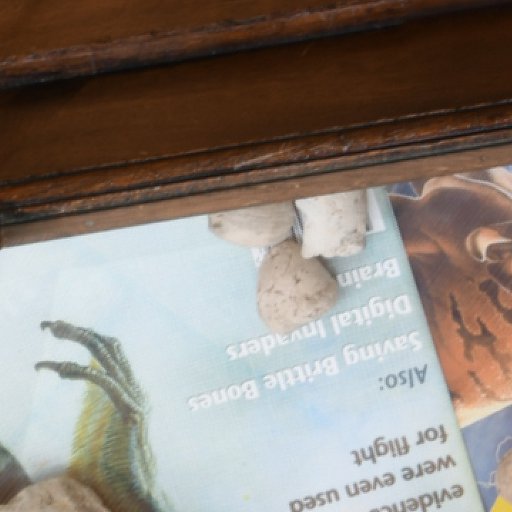 evidence
were even used
for flight
Also:
Saving Brittle Bones
Digital Invaders
Brain